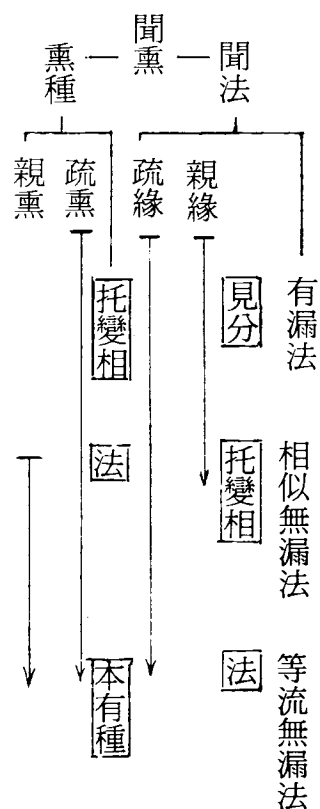 聞熏
聞法
熏種
有漏法
相似無漏法
等流無漏法
親緣
疏緣
見分
托變相
法
疏熏
親熏
托變相
法
本有種